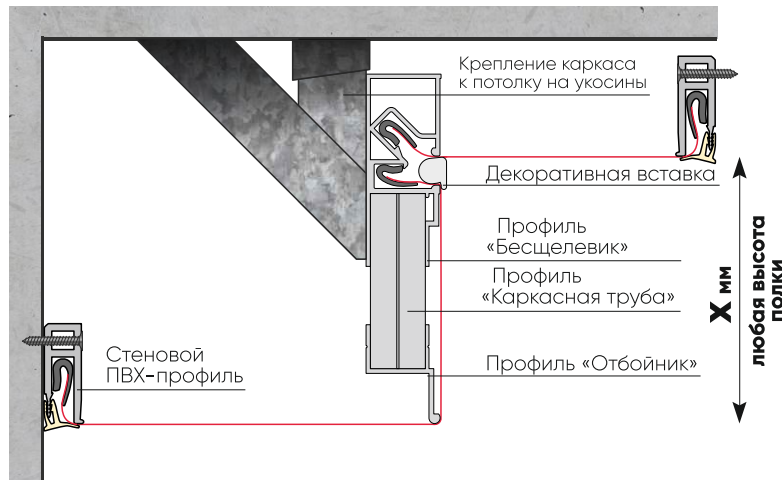 Крепление каркаса
к потолку на укосины
Декоративная вставка
Профиль
«Бесщелевик»
Профиль
«Каркасная труба»
Профиль «Отбойник»
Стеновой
ПВХ-профиль
X мм
любая высота
полки